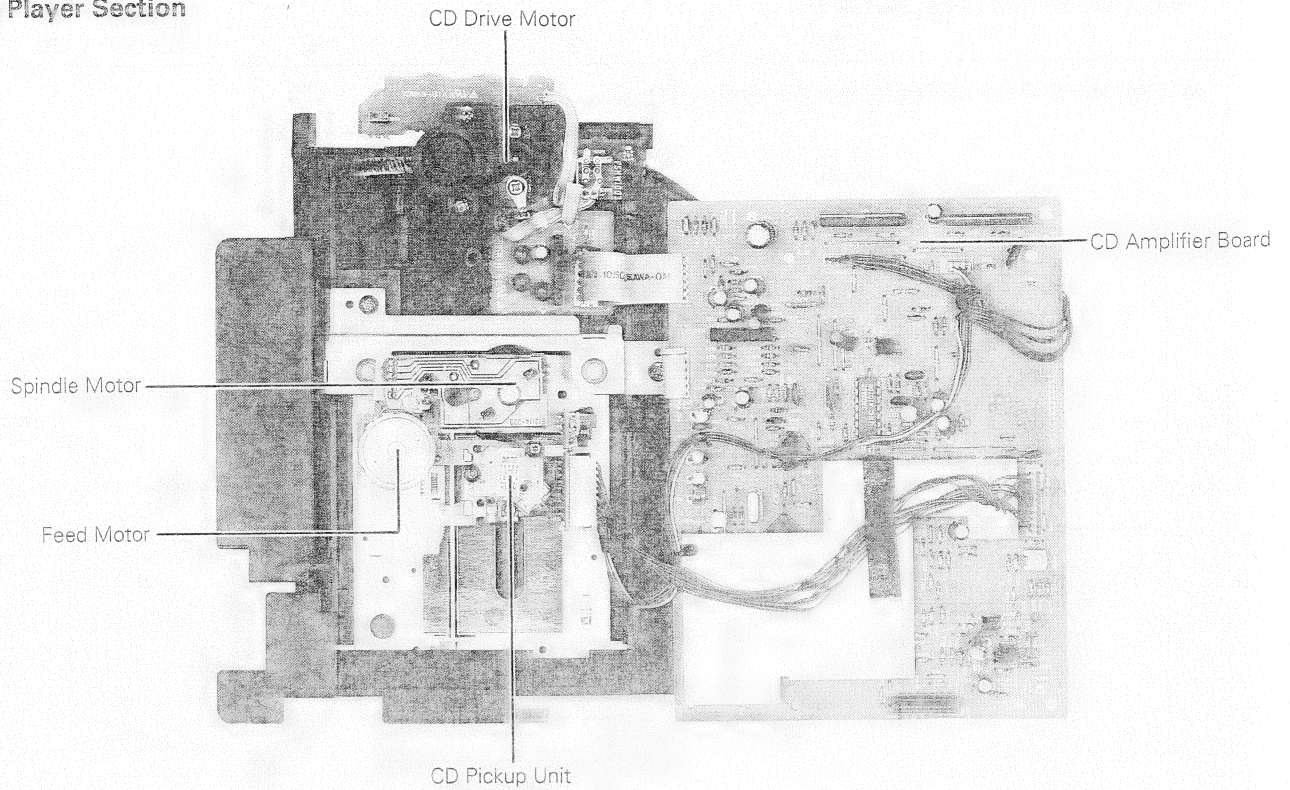 Player Section
CD Drive Motor
CD Amplifier Board
Spindle Motor
Feed Motor
CD Pickup Unit